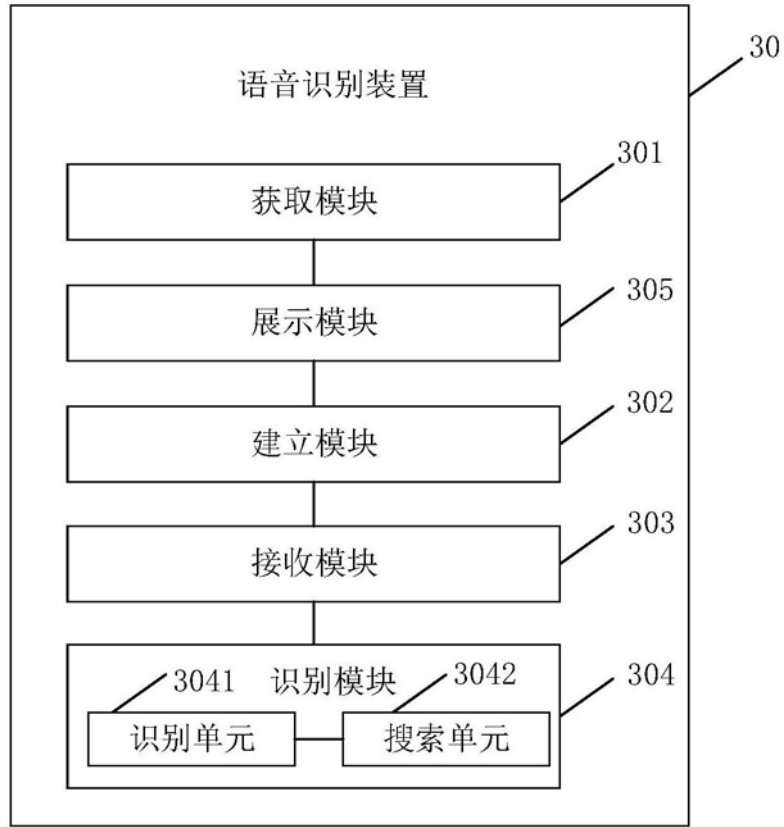 语音识别装置
30
获取模块
301
展示模块
305
建立模块
302
接收模块
303
识别模块
304
3041
3042
识别单元
搜索单元